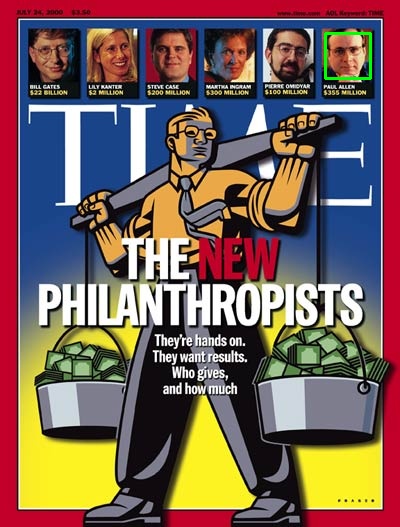 JULY 24, 2000 $3.50 www.time.com AOL Keyword: TIME
BILL GATES
$22 BILLION
LILY KANTER
$2 MILLION
STEVE CASE
$200 MILLION
MARTHA INGRAM
$300 MILLION
PIERRE OMIDYAR
$100 MILLION
PAUL ALLEN
$355 MILLION
TIME
THE NEW
PHILANTHROPISTS
They're hands on.
They want results.
Who gives,
and how much
FRASER